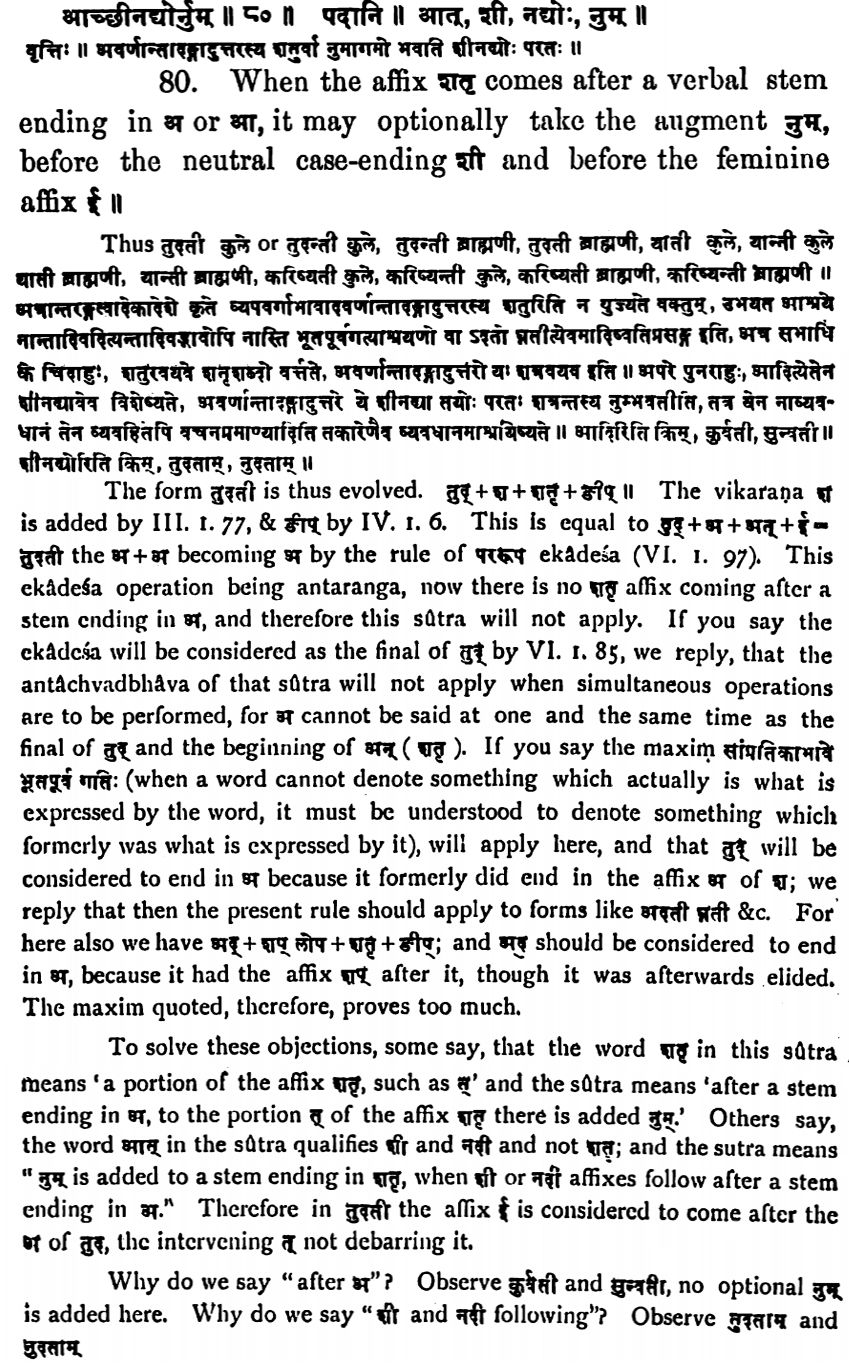 आच्छीनद्योर्नुम् ॥ ८० ॥ पदानि ॥ आत्, शी, नद्योः, नुम् ॥
वृत्तिः ॥ अवर्णान्तादङ्गादुत्तरस्य शतुर्वा नुमागमो भवति शीनद्योः परतः ॥
80. When the affix शतृ comes after a verbal stem
ending in अ or आ, it may optionally take the augment नुम्,
before the neutral case-ending शी and before the feminine
affix ई ॥
Thus तुदती कुले or तुदन्ती कुले, तुदन्ती ब्राह्मणी, तुदती ब्राह्मणी, याती कूले, यान्ती कुले
याती ब्राह्मणी, यान्ती ब्राह्मणी, करिष्यती कुले, करिष्यन्ती कुले, करिष्यती ब्राह्मणी, करिष्यन्ती ब्राह्मणी ॥
अत्रान्तरङ्गत्वादेकादेशे कृते व्यपवर्गाभावादवर्णान्तादङ्गादुत्तरस्य शतुरिति न युज्यते वक्तुम्, उभयत आश्रये
नान्तादिवदित्यन्तादिवद्भावोपि नास्ति भूतपूर्वगत्याश्रयणो वा ऽदतो घ्नतीत्येवमादिष्वतिप्रसङ्ग इति, अत्र समाधिं
के चिदाहुः, शतुरवयवे शतृशब्दो वर्त्तते, अवर्णान्तादङ्गादुत्तरो यः शत्रवयव इति ॥ अपरे पुनराहुः, आदित्येतेन
शीनद्यावेव विशेष्येते, अवर्णान्तादङ्गादुत्तरे ये शीनद्यौ तयोः परतः शत्रन्तस्य नुम्भवतीति, तत्र येन नाव्यव-
धानं तेन व्यवहितेपि वचनप्रमाण्यादिति तकारेणैव व्यवधानमाश्रयिष्यते ॥ आदिति किम्, कुर्वती, सुन्वती ॥
शीनद्योरिति किम्, तुदताम्, नुदताम् ॥
The form तुदती is thus evolved. तुद्+श+शतृ+ङीप् ॥ The vikaraṇa श
is added by III. 1. 77, & ङीप् by IV. 1. 6. This is equal to तुद्+अ+अत्+ई=
तुदती the अ+अ becoming अ by the rule of पररूप ekâdeśa (VI. 1. 97). This
ekâdeśa operation being antaranga, now there is no शतृ affix coming after a
stem ending in अ, and therefore this sûtra will not apply. If you say the
ekâdeśa will be considered as the final of तुद् by VI. 1. 85, we reply, that the
antâchvadbhâva of that sûtra will not apply when simultaneous operations
are to be performed, for अ cannot be said at one and the same time as the
final of तुद् and the beginning of अन् ( शतृ ). If you say the maxim सांप्रतिकाभावे
भूतपूर्व गतिः (when a word cannot denote something which actually is what is
expressed by the word, it must be understood to denote something which
formerly was what is expressed by it), will apply here, and that तुद् will be
considered to end in अ because it formerly did end in the affix अ of श; we
reply that then the present rule should apply to forms like अदती घ्नती &c. For
here also we have अद्+शप् लोप+शतृ+ङीप्; and अद् should be considered to end
in अ, because it had the affix शप् after it, though it was afterwards elided.
The maxim quoted, therefore, proves too much.
To solve these objections, some say, that the word शतृ in this sûtra
means 'a portion of the affix शतृ, such as त्' and the sûtra means 'after a stem
ending in अ, to the portion त् of the affix शतृ there is added नुम्.' Others say,
the word आत् in the sûtra qualifies शी and नदी and not शतृ; and the sutra means
"नुम् is added to a stem ending in शतृ, when शी or नदी affixes follow after a stem
ending in अ." Therefore in तुदती the affix ई is considered to come after the
अ of तुद, the intervening त् not debarring it.
Why do we say "after अ"? Observe कुर्वती and सुन्वती, no optional नुम्
is added here. Why do we say "शी and नदी following"? Observe तुदताम and
नुदताम्